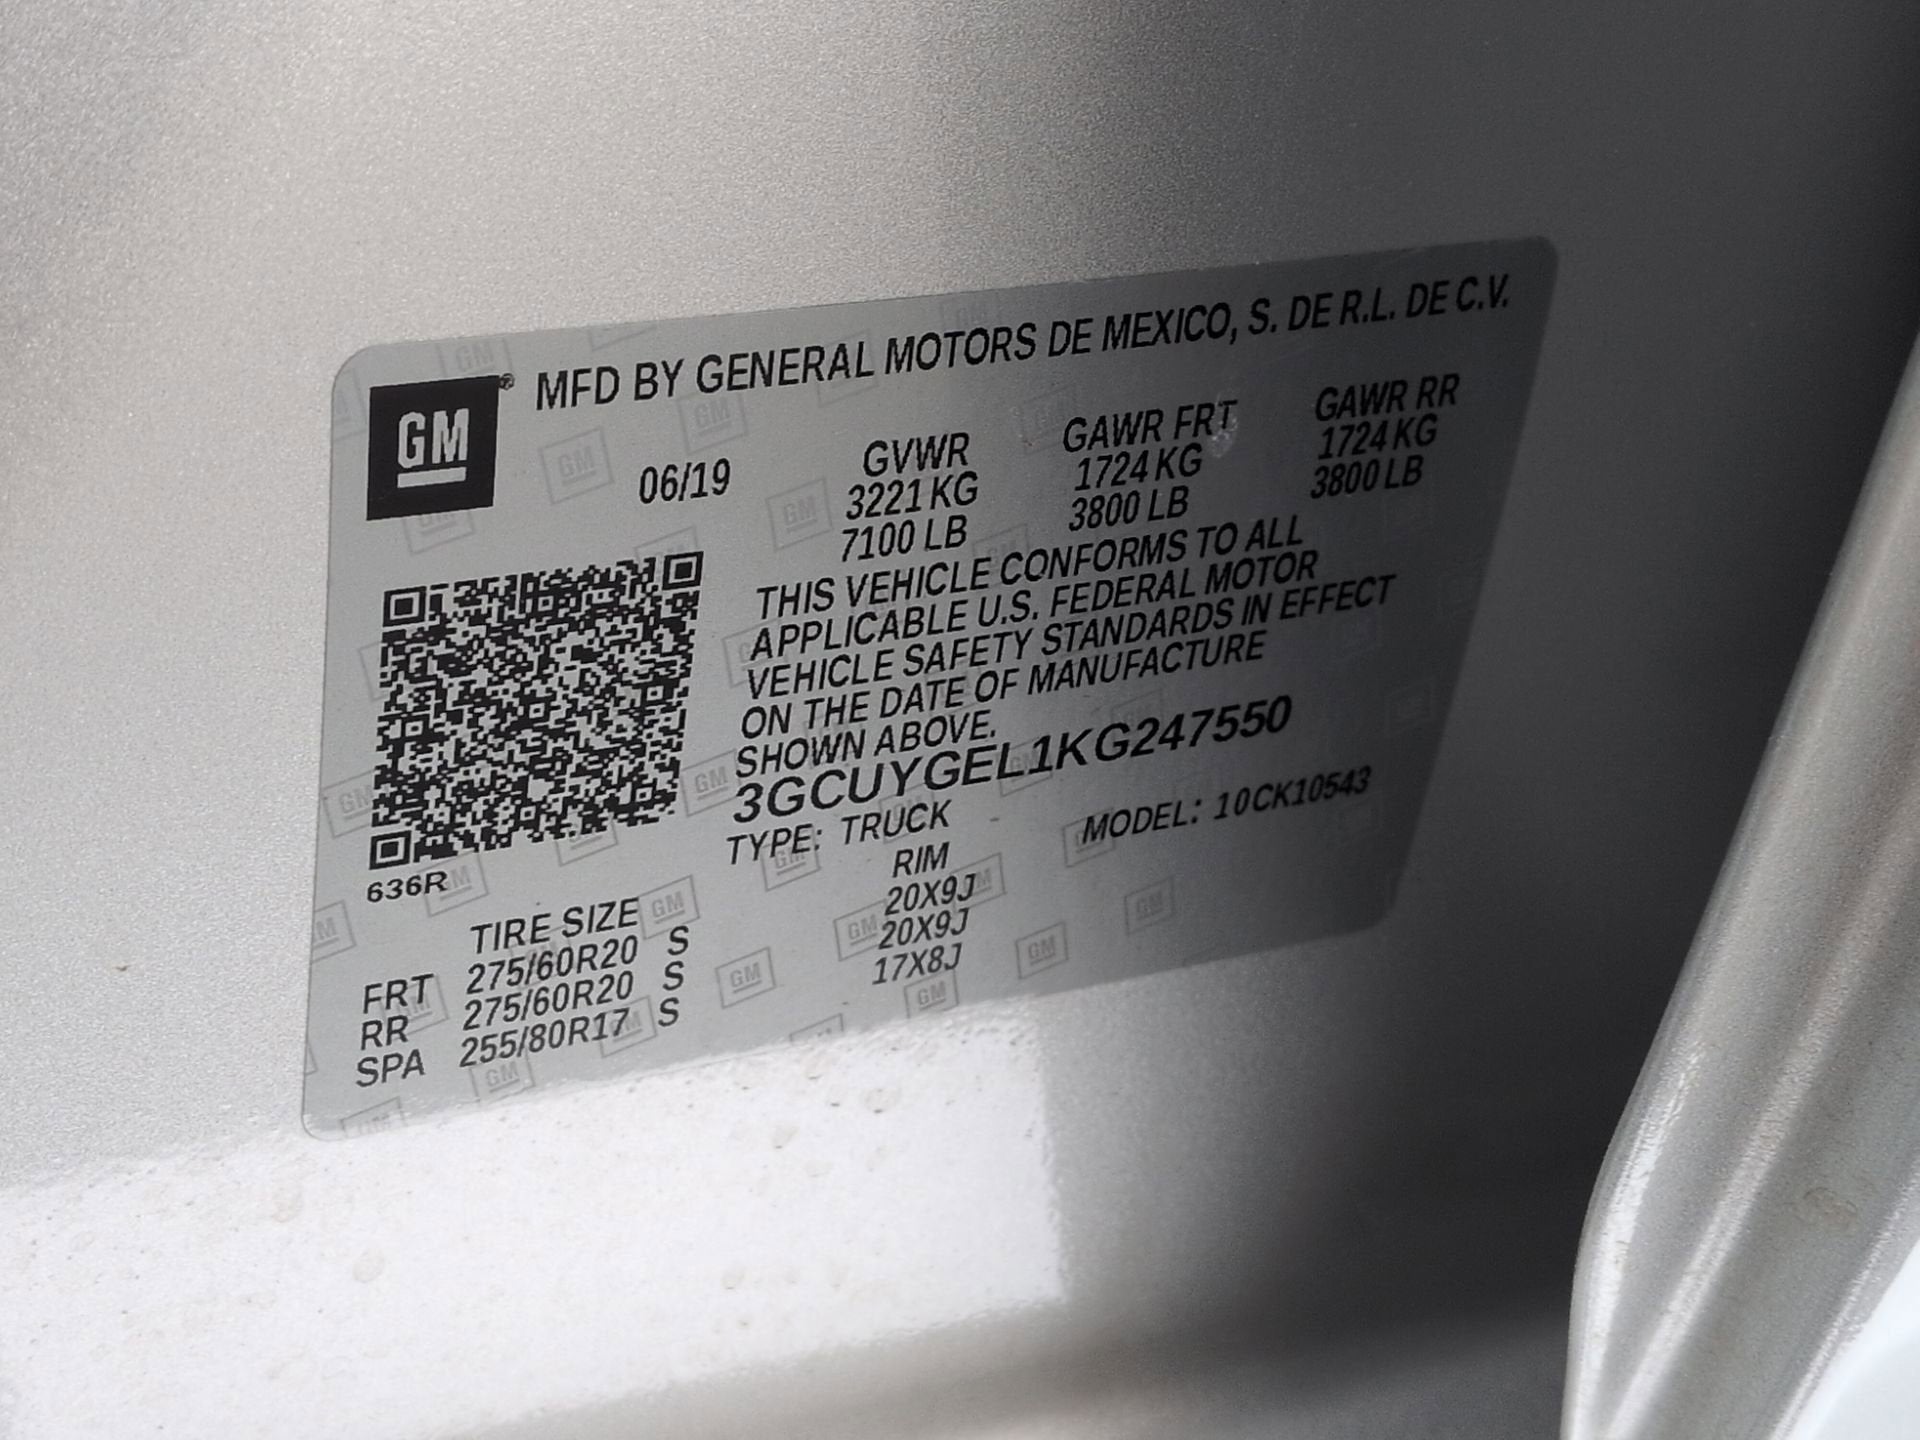 GM® MFD BY GENERAL MOTORS DE MEXICO, S. DE R.L. DE C.V.
06/19 GVWR GAWR FRT GAWR RR
3221 KG 1724 KG 1724 KG
7100 LB 3800 LB 3800 LB
THIS VEHICLE CONFORMS TO ALL
APPLICABLE U.S. FEDERAL MOTOR
VEHICLE SAFETY STANDARDS IN EFFECT
ON THE DATE OF MANUFACTURE
SHOWN ABOVE.
3GCUYGEL1KG247550
TYPE: TRUCK MODEL: 10CK10543
636R
TIRE SIZE RIM
FRT 275/60R20 S 20X9J
RR 275/60R20 S 20X9J
SPA 255/80R17 S 17X8J